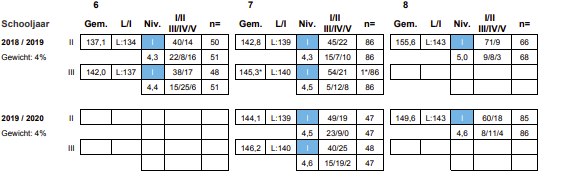 6 7 8
Schooljaar Gem. L/I Niv. I/II III/IV/V n= Gem. L/I Niv. I/II III/IV/V n= Gem. L/I Niv. I/II III/IV/V n=
2018 / 2019 II 137,1 L:134 I 40/14 50 142,8 L:139 I 45/22 86 155,6 L:143 I 71/9 66
Gewicht: 4% 4,3 22/8/16 51 4,3 15/7/10 86 5,0 9/8/3 68
III 142,0 L:137 I 38/17 48 145,3* L:140 I 54/21 1*/86
4,4 15/25/6 51 4,5 5/12/8 86
2019 / 2020 II 144,1 L:139 I 49/19 47 149,6 L:143 I 60/18 85
Gewicht: 4% 4,5 23/9/0 47 4,6 8/11/4 86
III 146,2 L:140 I 40/25 48
4,6 15/19/2 47